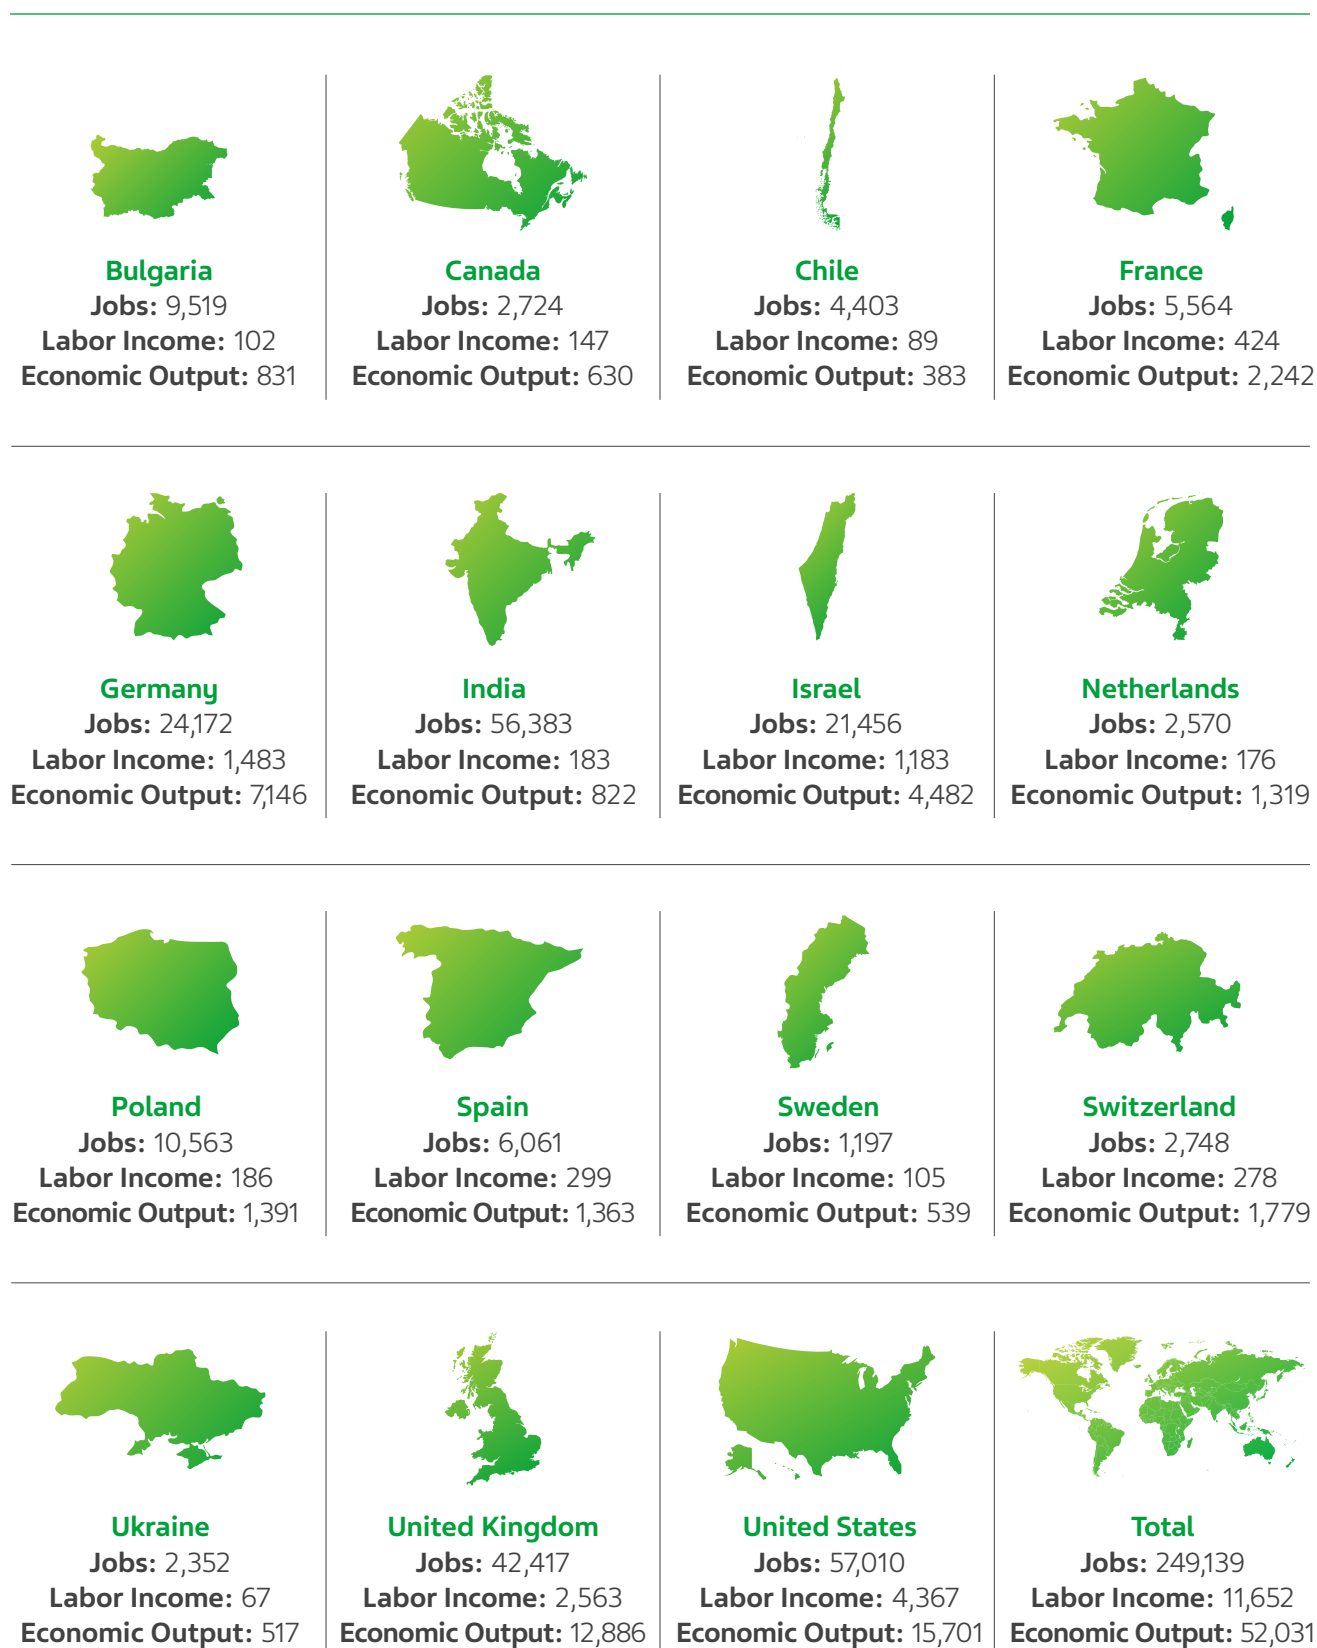 Bulgaria
Jobs: 9,519
Labor Income: 102
Economic Output: 831
Canada
Jobs: 2,724
Labor Income: 147
Economic Output: 630
Chile
Jobs: 4,403
Labor Income: 89
Economic Output: 383
France
Jobs: 5,564
Labor Income: 424
Economic Output: 2,242
Germany
Jobs: 24,172
Labor Income: 1,483
Economic Output: 7,146
India
Jobs: 56,383
Labor Income: 183
Economic Output: 822
Israel
Jobs: 21,456
Labor Income: 1,183
Economic Output: 4,482
Netherlands
Jobs: 2,570
Labor Income: 176
Economic Output: 1,319
Poland
Jobs: 10,563
Labor Income: 186
Economic Output: 1,391
Spain
Jobs: 6,061
Labor Income: 299
Economic Output: 1,363
Sweden
Jobs: 1,197
Labor Income: 105
Economic Output: 539
Switzerland
Jobs: 2,748
Labor Income: 278
Economic Output: 1,779
Ukraine
Jobs: 2,352
Labor Income: 67
Economic Output: 517
United Kingdom
Jobs: 42,417
Labor Income: 2,563
Economic Output: 12,886
United States
Jobs: 57,010
Labor Income: 4,367
Economic Output: 15,701
Total
Jobs: 249,139
Labor Income: 11,652
Economic Output: 52,031